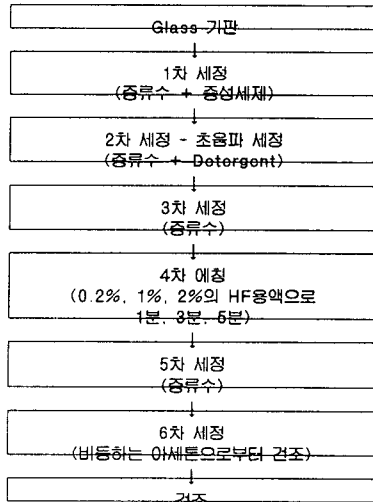 Glass 기판
1차 세정
(증류수 + 중성세제)
2차 세정 - 초음파 세정
(증류수 + Detergent)
3차 세정
(증류수)
4차 에칭
(0.2%, 1%, 2%의 HF용액으로
1분, 3분, 5분)
5차 세정
(증류수)
6차 세정
(비등하는 아세톤으로부터 건조)
건조